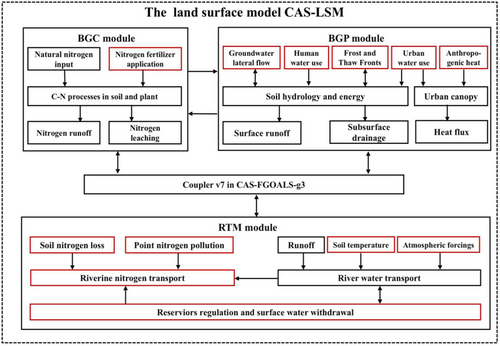 The land surface model CAS-LSM
BGC module
Natural nitrogen
input
Nitrogen fertilizer
application
C-N processes in soil and plant
Nitrogen runoff
Nitrogen
leaching
BGP module
Groundwater
lateral flow
Human
water use
Frost and
Thaw Fronts
Urban
water use
Anthropo-
genic heat
Soil hydrology and energy
Urban canopy
Surface runoff
Subsurface
drainage
Heat flux
Coupler v7 in CAS-FGOALS-g3
RTM module
Soil nitrogen loss
Point nitrogen pollution
Runoff
Soil temperature
Atmospheric forcings
Riverine nitrogen transport
River water transport
Reserviors regulation and surface water withdrawal